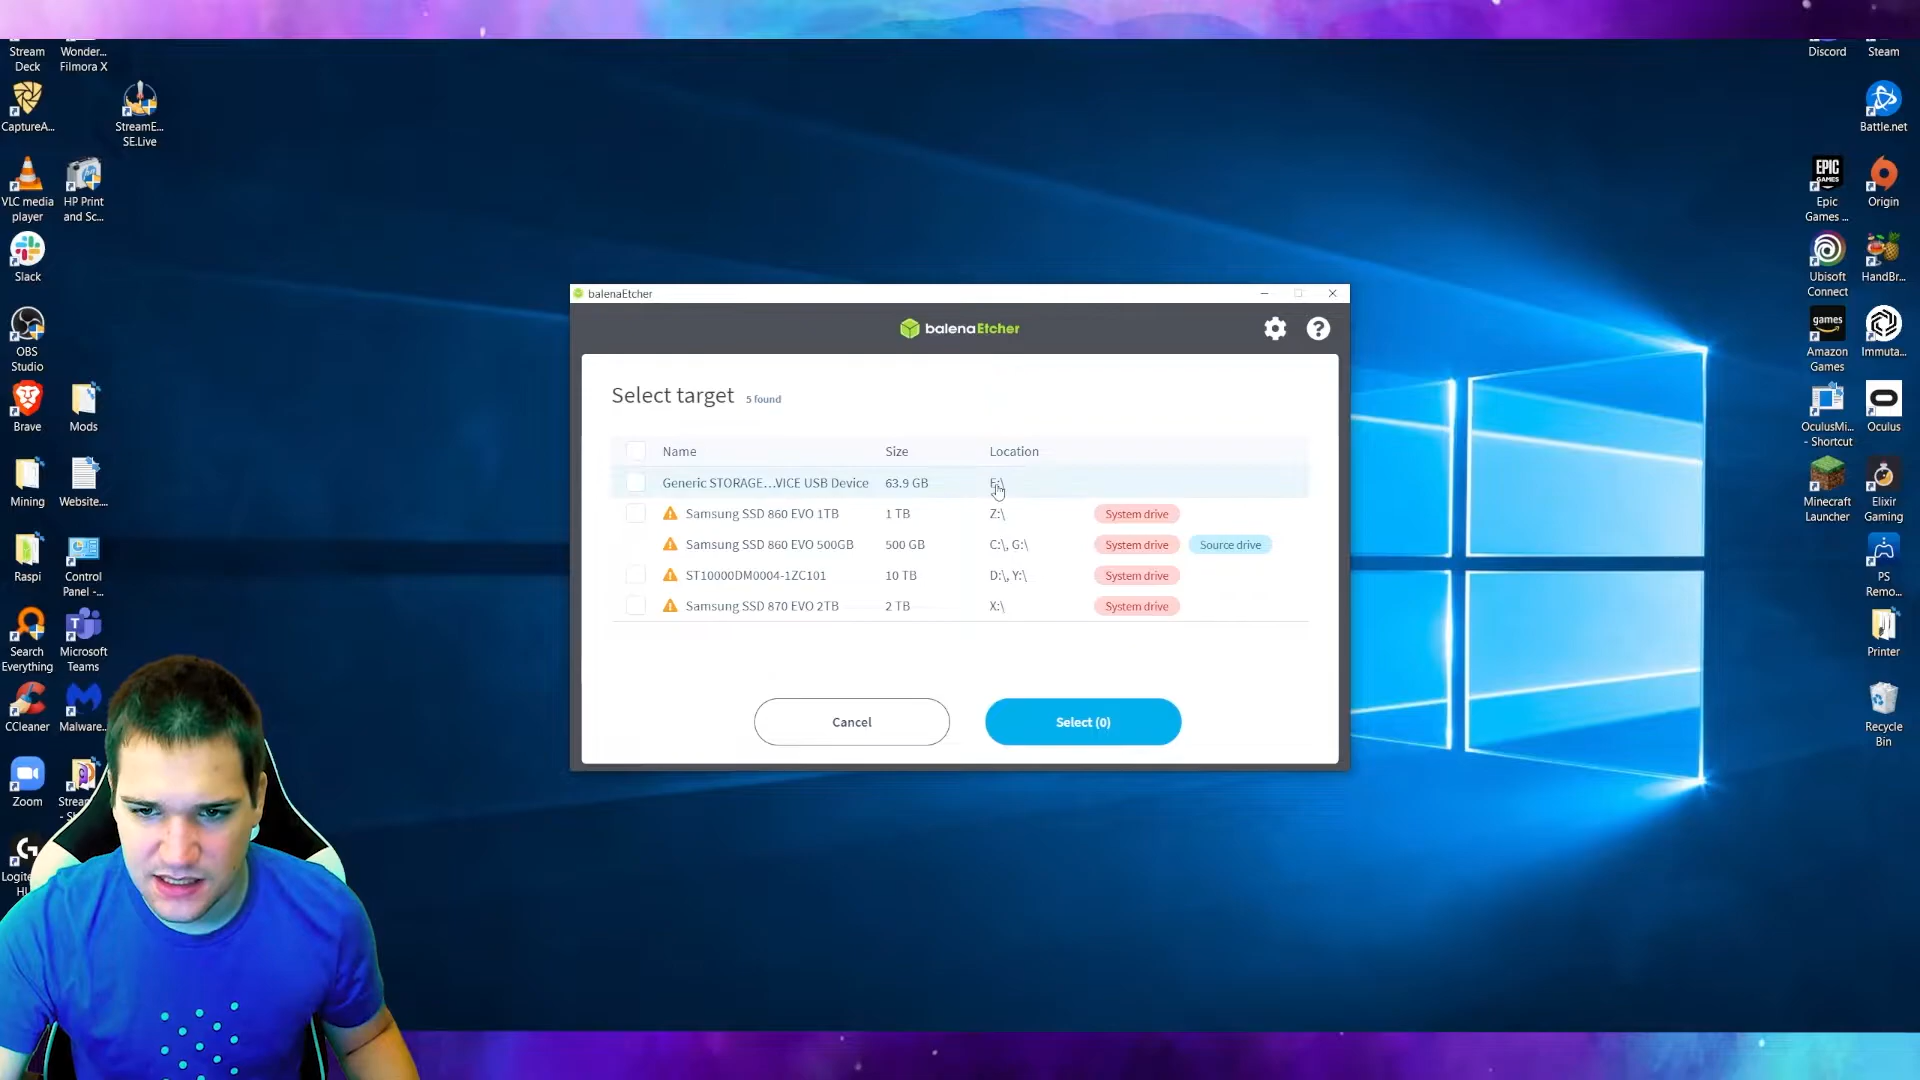 Stream
Deck
Wonder...
Filmora X
CaptureA...
StreamE...
SE.Live
VLC media
player
HP Print
and Sc...
Slack
OBS
Studio
Brave
Mods
Mining
Website....
Raspi
Control
Panel -...
Search
Everything
Microsoft
Teams
CCleaner
Malware...
Zoom
balenaEtcher
balenaEtcher
Select target 5 found
Name Size Location
Generic STORAGE...VICE USB Device 63.9 GB
Samsung SSD 860 EVO 1TB 1 TB Z:\ System drive
Samsung SSD 860 EVO 500GB 500 GB C:\, G:\ System drive Source drive
ST10000DM0004-1ZC101 10 TB D:\, Y:\ System drive
Samsung SSD 870 EVO 2TB 2 TB X:\ System drive
Cancel
Select (0)
Discord
Steam
Battle.net
EPIC
GAMES
Epic
Games ...
Origin
Ubisoft
Connect
HandBr...
games
Amazon
Games
Immuta...
OculusMi...
- Shortcut
Oculus
Minecraft
Launcher
Elixir
Gaming
PS
Remo...
Printer
Recycle
Bin